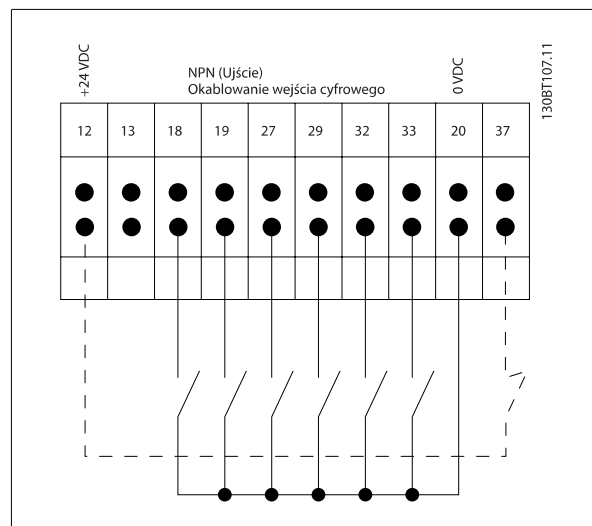 +24 VDC
NPN (Ujście)
Okablowanie wejścia cyfrowego
0 VDC
130BT107.11
12 13 18 19 27 29 32 33 20 37